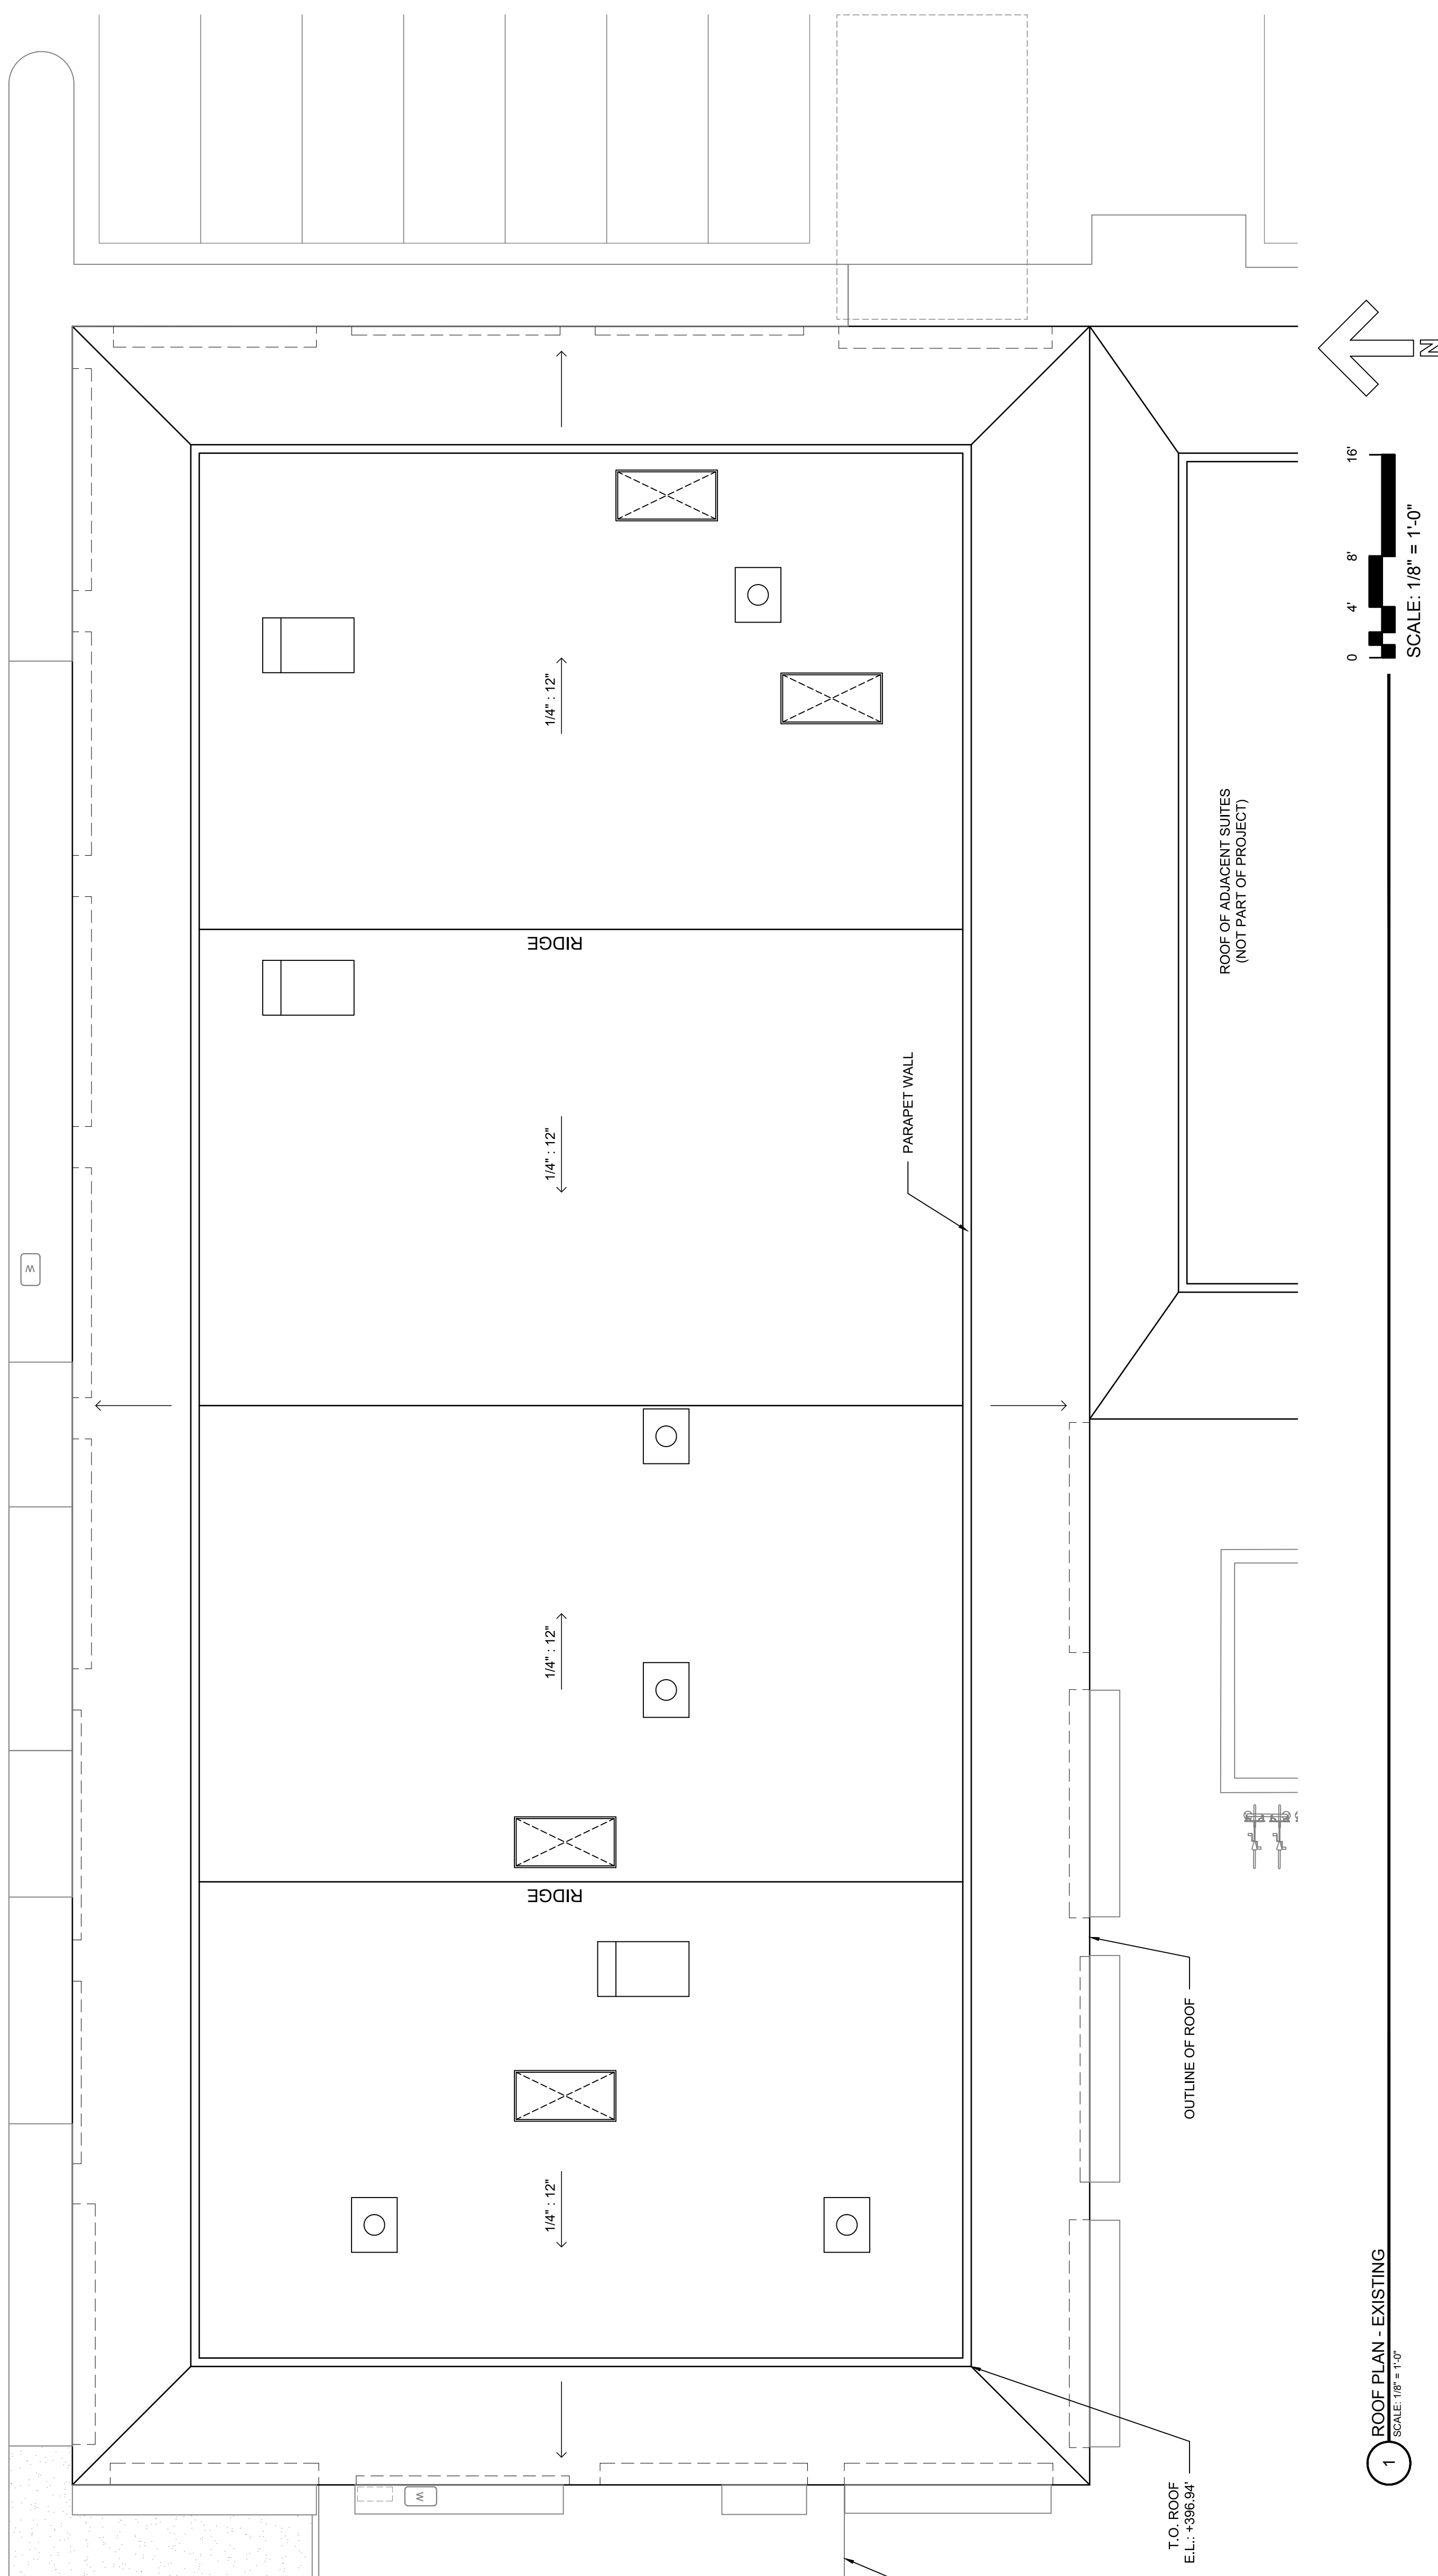 W
1/4" : 12"
RIDGE
1/4" : 12"
PARAPET WALL
ROOF OF ADJACENT SUITES
(NOT PART OF PROJECT)
1/4" : 12"
RIDGE
1/4" : 12"
W
OUTLINE OF ROOF
T.O. ROOF
E.L.: +396.94'
N
0 4' 8' 16'
SCALE: 1/8" = 1'-0"
1
ROOF PLAN - EXISTING
SCALE: 1/8" = 1'-0"